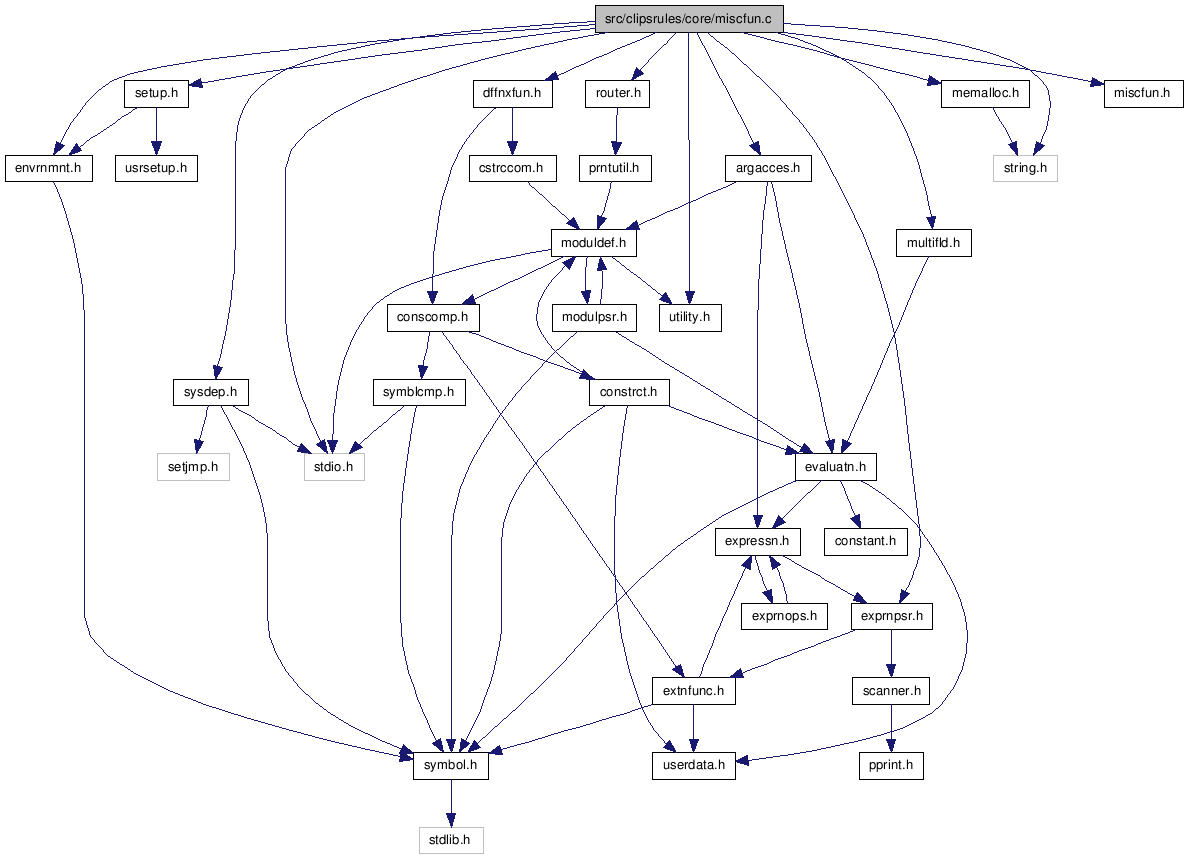 src/clipsrules/core/miscfun.c
setup.h
dffnxfun.h
router.h
memalloc.h
miscfun.h
envrnmnt.h
usrsetup.h
cstrccom.h
prntutil.h
argacces.h
string.h
moduldef.h
multifld.h
conscomp.h
modulpsr.h
utility.h
sysdep.h
symblcmp.h
constrct.h
setjmp.h
stdio.h
evaluatn.h
expressn.h
constant.h
exprnops.h
exprnpsr.h
extnfunc.h
scanner.h
symbol.h
userdata.h
pprint.h
stdlib.h